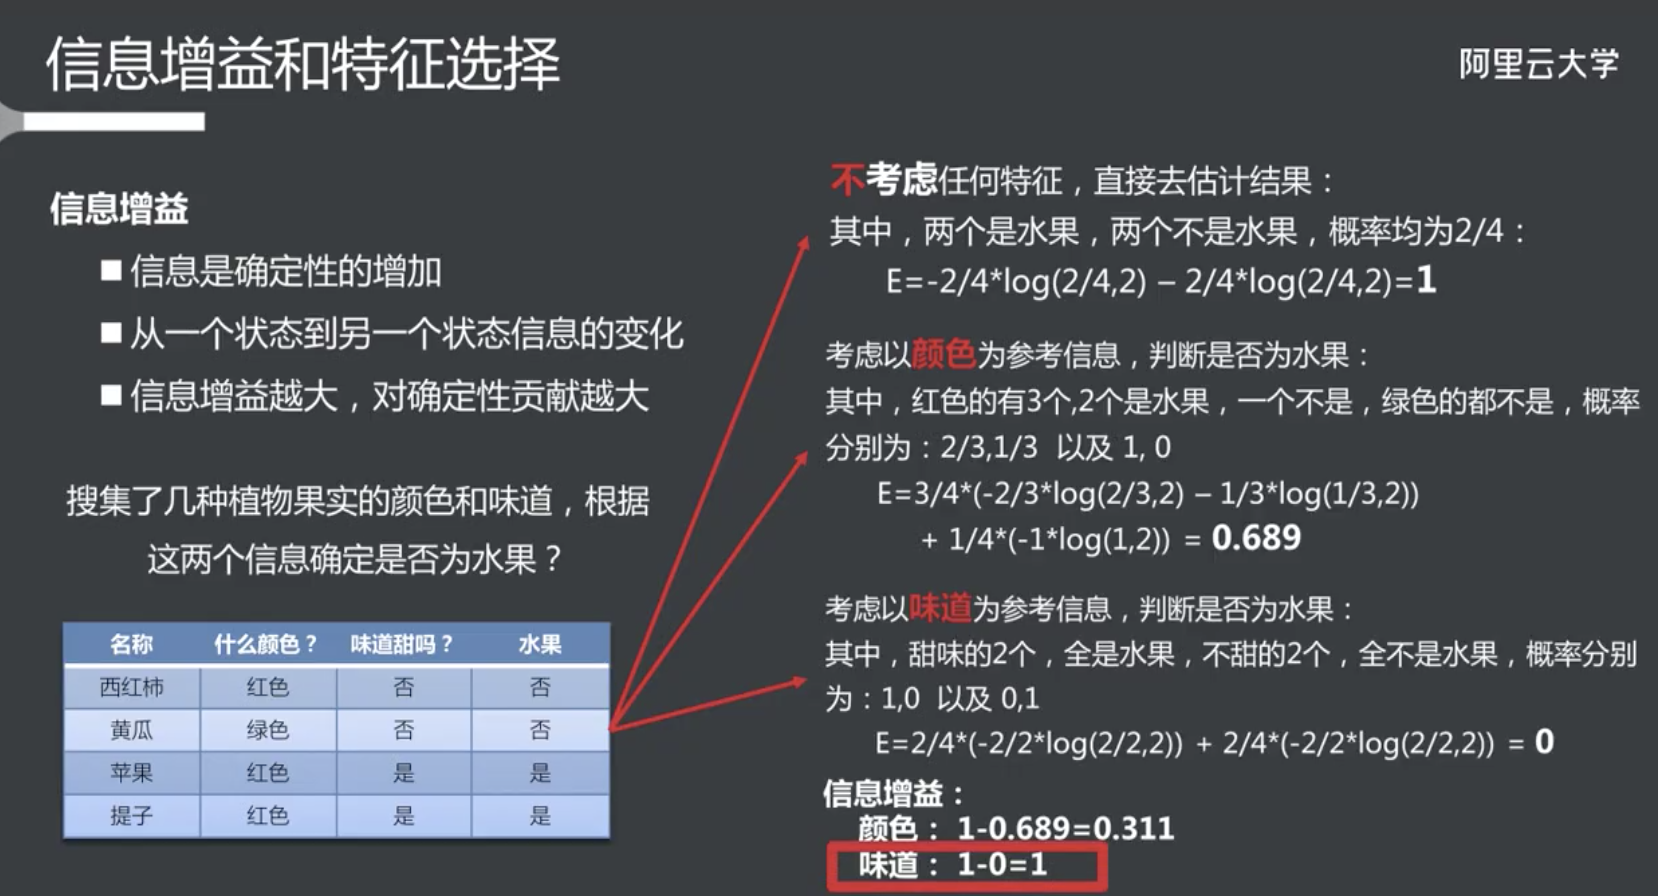 信息增益和特征选择
阿里云大学
信息增益
■ 信息是确定性的增加
■ 从一个状态到另一个状态信息的变化
■ 信息增益越大，对确定性贡献越大
搜集了几种植物果实的颜色和味道，根据
这两个信息确定是否为水果？
名称 什么颜色？ 味道甜吗？ 水果
西红柿 红色 否 否
黄瓜 绿色 否 否
苹果 红色 是 是
提子 红色 是 是
不考虑任何特征，直接去估计结果：
其中，两个是水果，两个不是水果，概率均为2/4：
E=-2/4*log(2/4,2) – 2/4*log(2/4,2)=1
考虑以颜色为参考信息，判断是否为水果：
其中，红色的有3个,2个是水果，一个不是，绿色的都不是，概率
分别为：2/3,1/3 以及 1, 0
E=3/4*(-2/3*log(2/3,2) – 1/3*log(1/3,2))
+ 1/4*(-1*log(1,2)) = 0.689
考虑以味道为参考信息，判断是否为水果：
其中，甜味的2个，全是水果，不甜的2个，全不是水果，概率分别
为：1,0 以及 0,1
E=2/4*(-2/2*log(2/2,2)) + 2/4*(-2/2*log(2/2,2)) = 0
信息增益：
颜色： 1-0.689=0.311
味道： 1-0=1